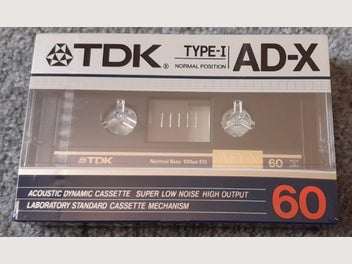 TDK® TYPE-I AD-X
NORMAL POSITION
TDK Normal Bias 120μs EQ AD-X 60
ACOUSTIC DYNAMIC CASSETTE SUPER LOW NOISE HIGH OUTPUT
LABORATORY STANDARD CASSETTE MECHANISM
60